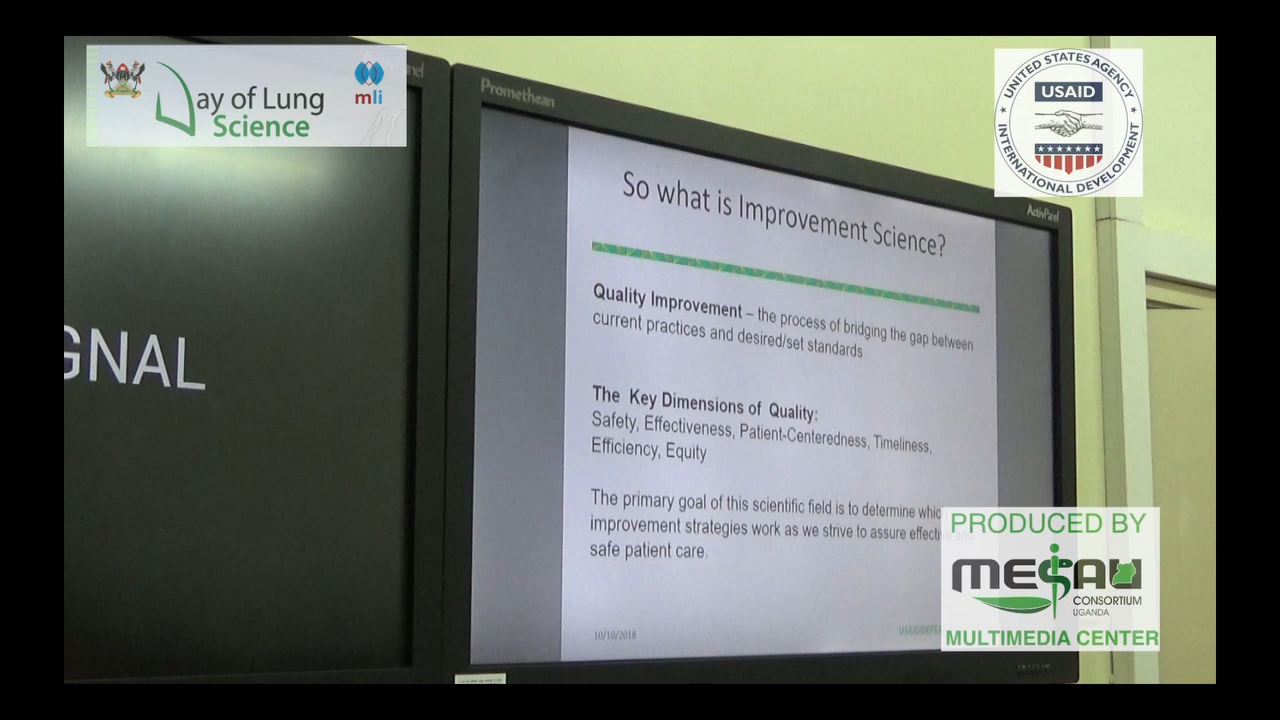 ay of Lung
Science
mli
Promethean
UNITED STATES AGENCY
USAID
INTERNATIONAL DEVELOPMENT
ActivPanel
So what is Improvement Science?
Quality Improvement – the process of bridging the gap between
current practices and desired/set standards
GNAL
The Key Dimensions of Quality:
Safety, Effectiveness, Patient-Centeredness, Timeliness,
Efficiency, Equity
The primary goal of this scientific field is to determine which
improvement strategies work as we strive to assure effective and
safe patient care.
10/10/2018
PRODUCED BY
MESAU
CONSORTIUM
UGANDA
MULTIMEDIA CENTER